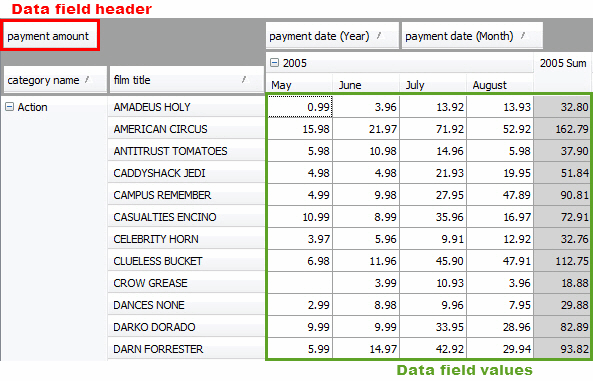 Data field header
payment amount payment date (Year) payment date (Month)
2005 2005 Sum
category name film title May June July August
Action AMADEUS HOLY 0.99 3.96 13.92 13.93 32.80
AMERICAN CIRCUS 15.98 21.97 71.92 52.92 162.79
ANTITRUST TOMATOES 5.98 10.98 14.96 5.98 37.90
CADDYSHACK JEDI 4.98 4.98 21.93 19.95 51.84
CAMPUS REMEMBER 4.99 9.98 27.95 47.89 90.81
CASUALTIES ENCINO 10.99 8.99 35.96 16.97 72.91
CELEBRITY HORN 3.97 5.96 9.91 12.92 32.76
CLUELESS BUCKET 6.98 11.96 45.90 47.91 112.75
CROW GREASE 3.99 10.93 3.96 18.88
DANCES NONE 2.99 8.98 9.96 7.95 29.88
DARKO DORADO 9.99 9.99 33.95 28.96 82.89
DARN FORRESTER 5.99 14.97 42.92 29.94 93.82
Data field values